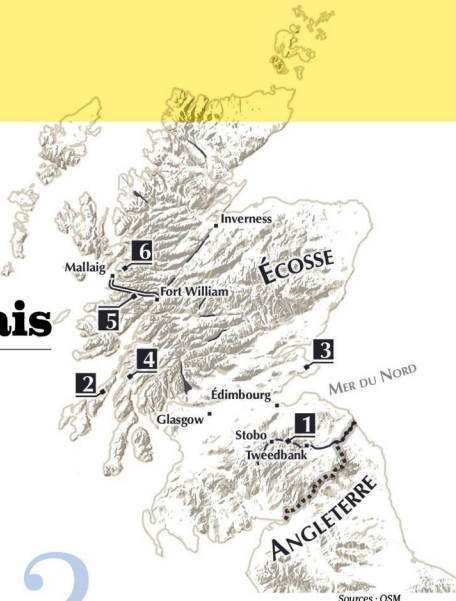 Inverness
ÉCOSSE
6
Mallaig
Fort William
5
ais
3
4
2
MER DU NORD
Édimbourg
Glasgow
1
Stobo
Tweedbank
ANGLETERRE
2
Sources : OSM